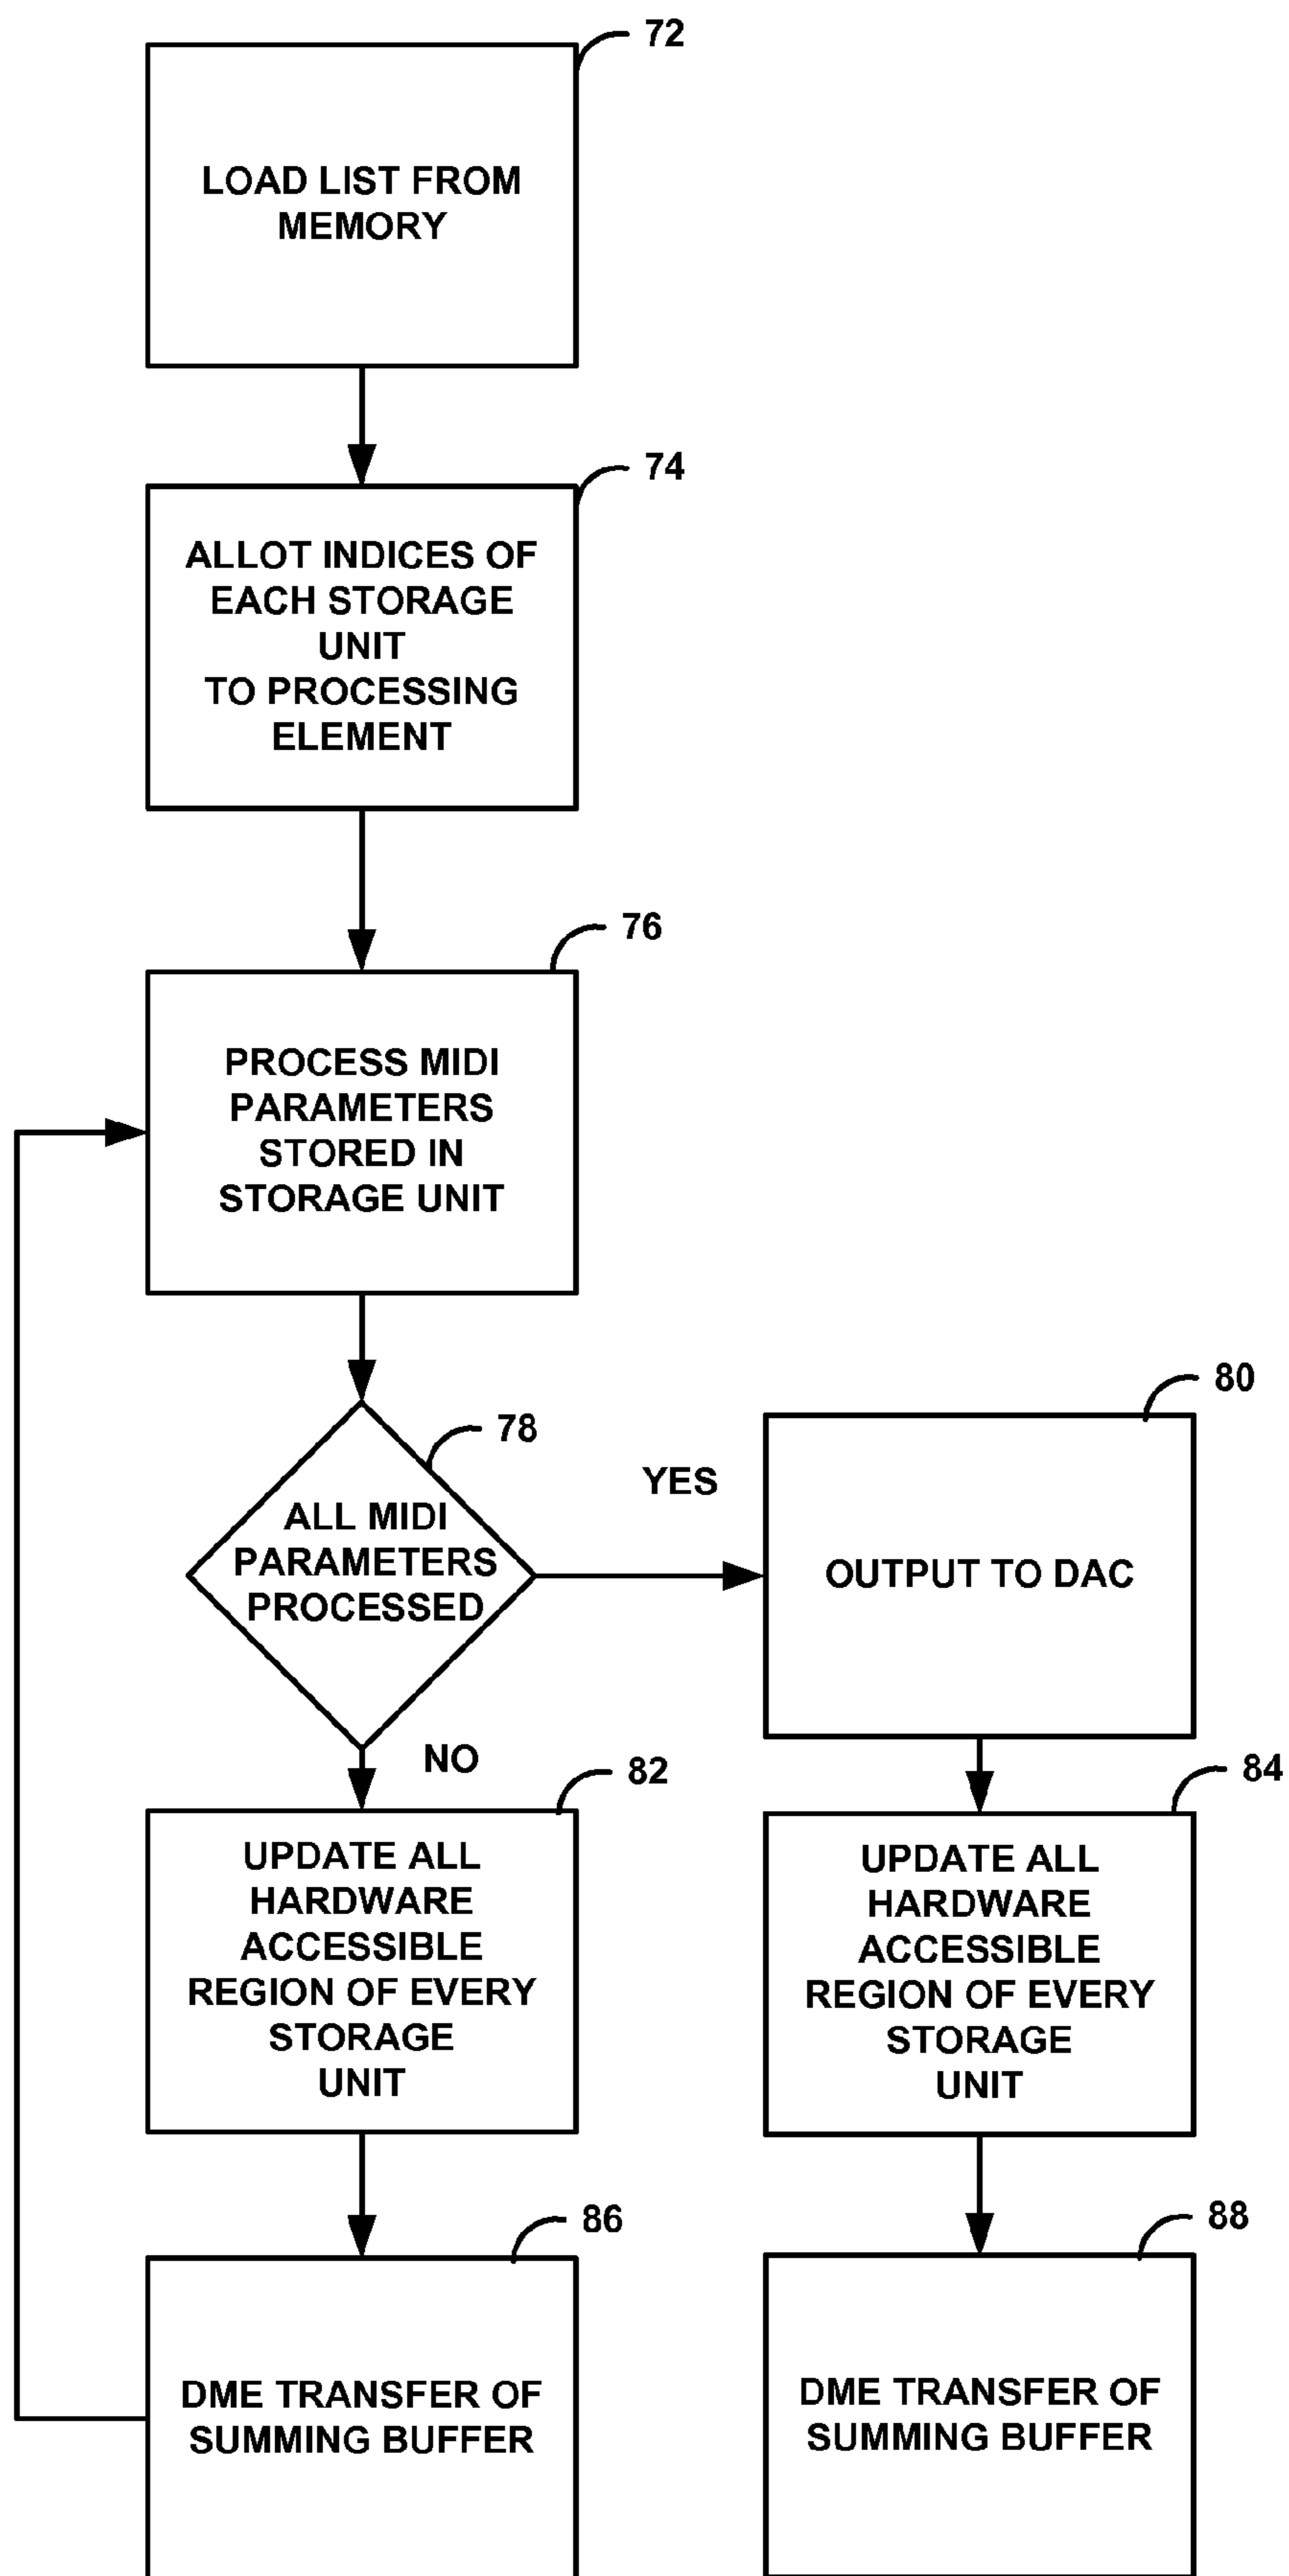 72
LOAD LIST FROM
MEMORY
74
ALLOT INDICES OF
EACH STORAGE
UNIT
TO PROCESSING
ELEMENT
76
PROCESS MIDI
PARAMETERS
STORED IN
STORAGE UNIT
78
ALL MIDI
PARAMETERS
PROCESSED
YES
80
OUTPUT TO DAC
NO
82
UPDATE ALL
HARDWARE
ACCESSIBLE
REGION OF EVERY
STORAGE
UNIT
84
UPDATE ALL
HARDWARE
ACCESSIBLE
REGION OF EVERY
STORAGE
UNIT
86
DME TRANSFER OF
SUMMING BUFFER
88
DME TRANSFER OF
SUMMING BUFFER